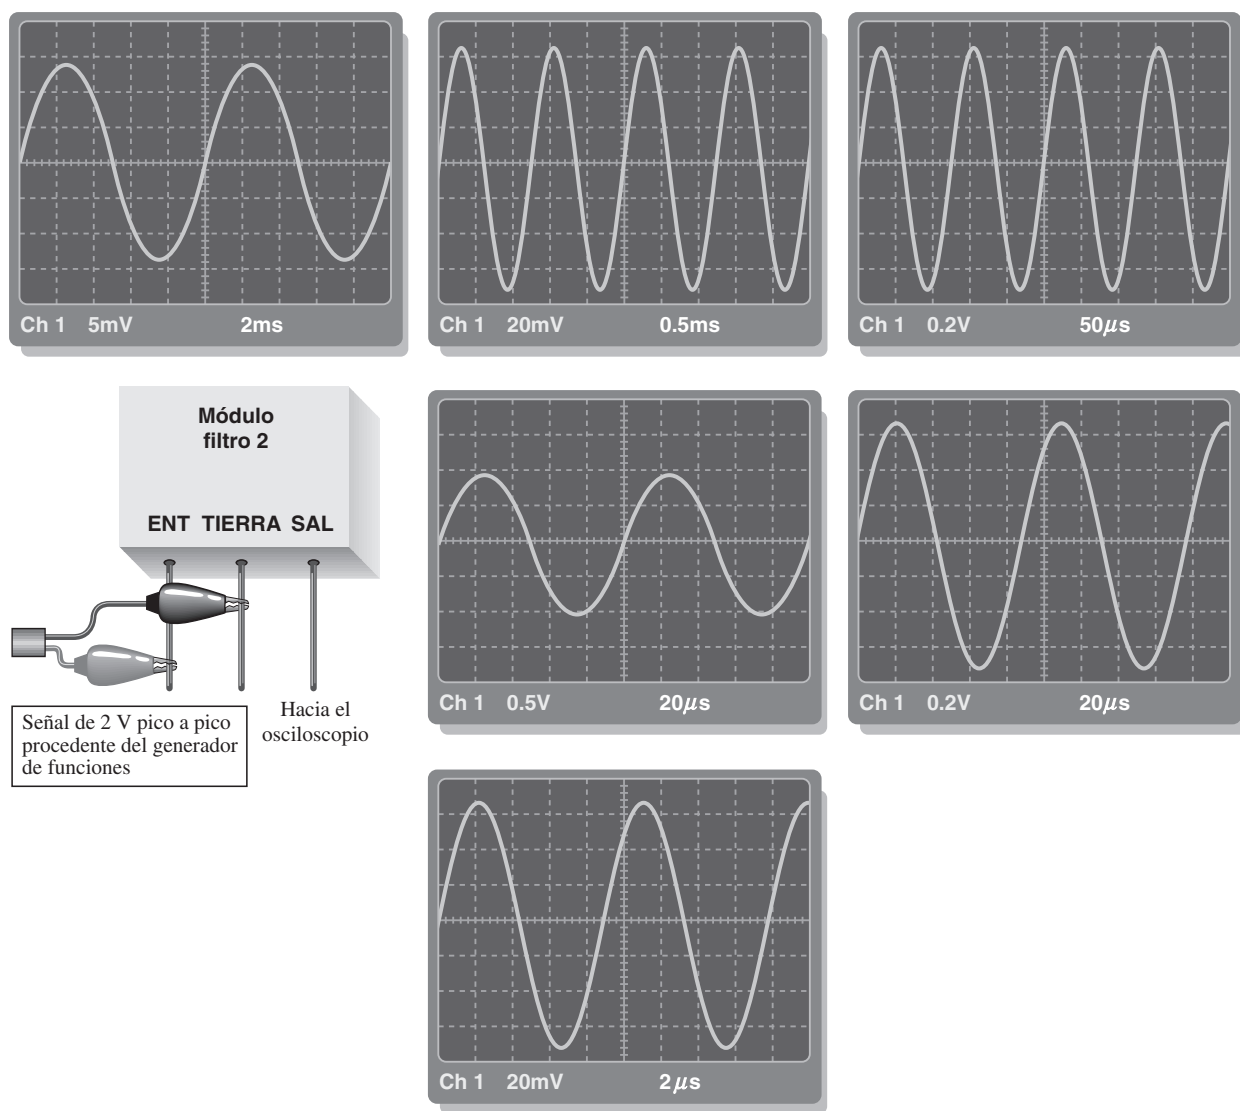 Ch 1 5mV 2ms
Ch 1 20mV 0.5ms
Ch 1 0.2V 50μs
Módulo
filtro 2
ENT TIERRA SAL
Señal de 2 V pico a pico
procedente del generador
de funciones
Hacia el
osciloscopio
Ch 1 0.5V 20μs
Ch 1 0.2V 20μs
Ch 1 20mV 2μs